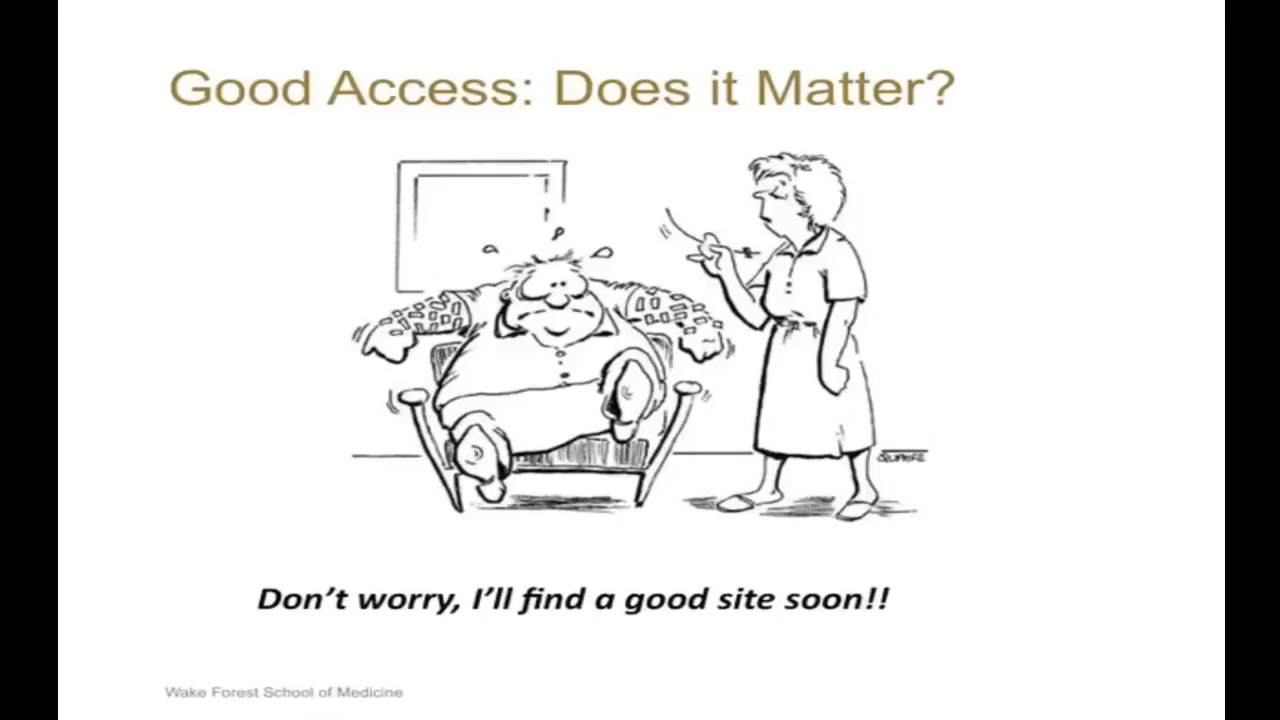 Good Access: Does it Matter?
Don't worry, I'll find a good site soon!!
Wake Forest School of Medicine